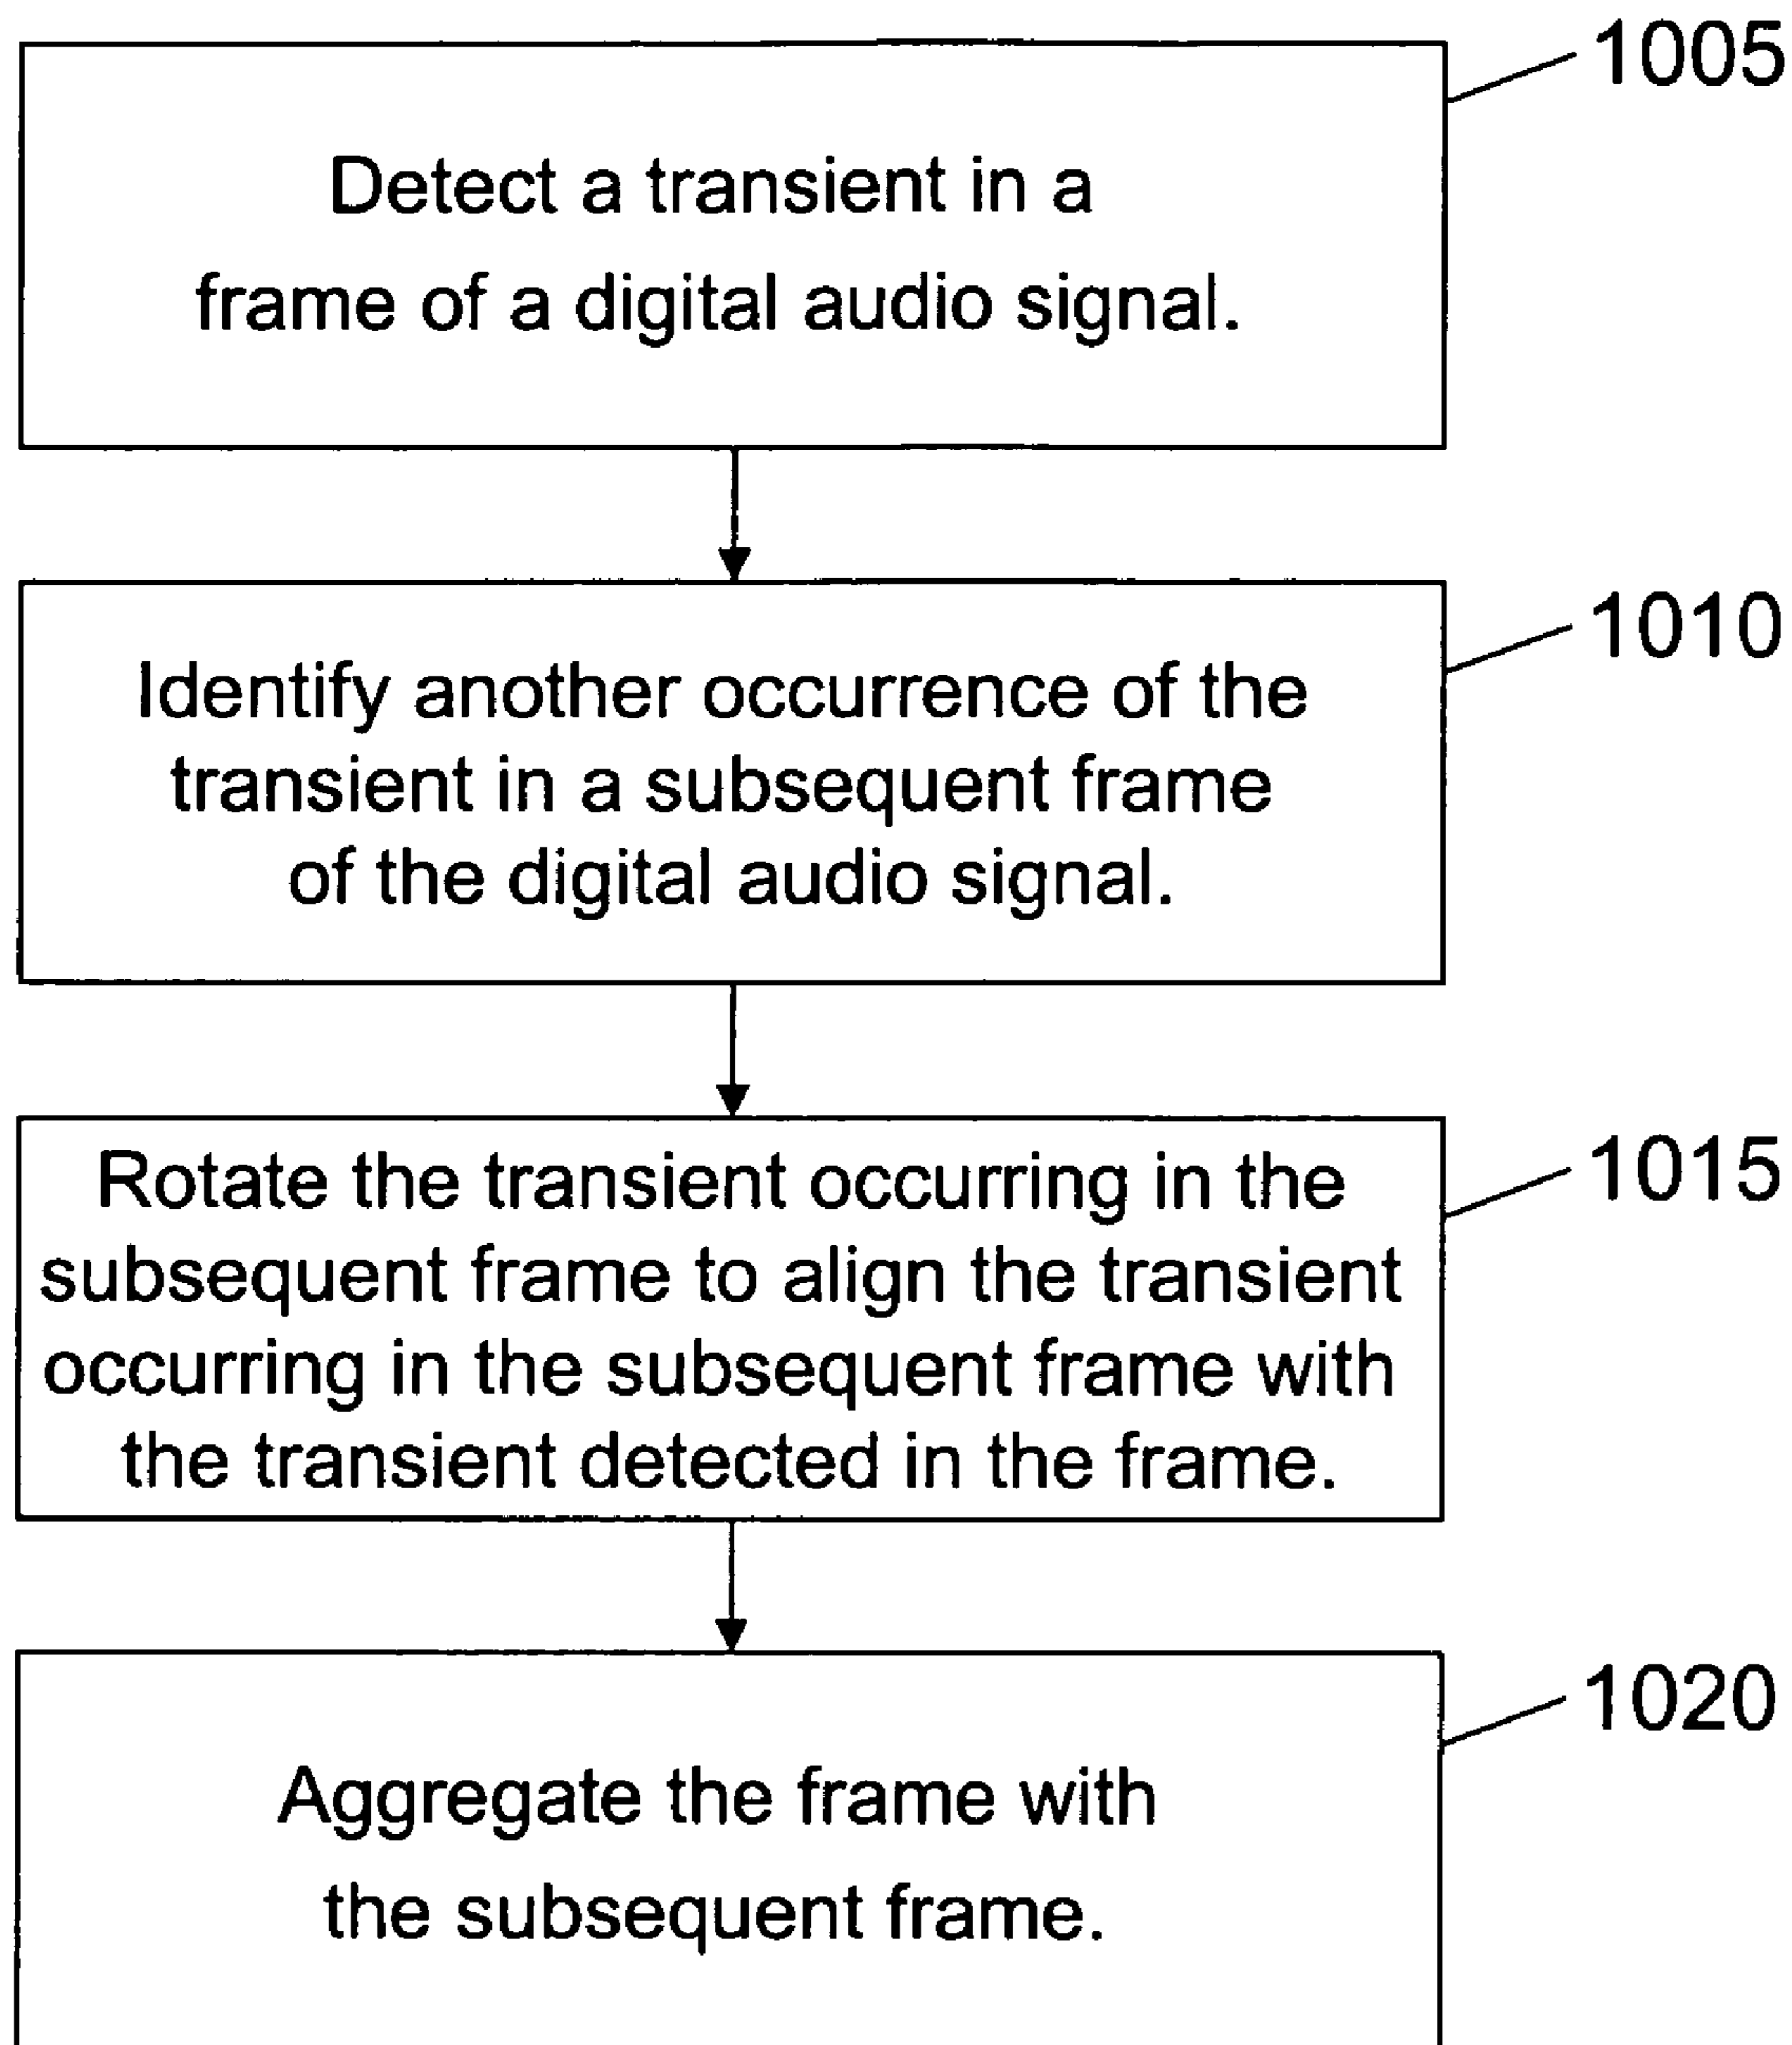 1005
Detect a transient in a
frame of a digital audio signal.
1010
Identify another occurrence of the
transient in a subsequent frame
of the digital audio signal.
1015
Rotate the transient occurring in the
subsequent frame to align the transient
occurring in the subsequent frame with
the transient detected in the frame.
1020
Aggregate the frame with
the subsequent frame.